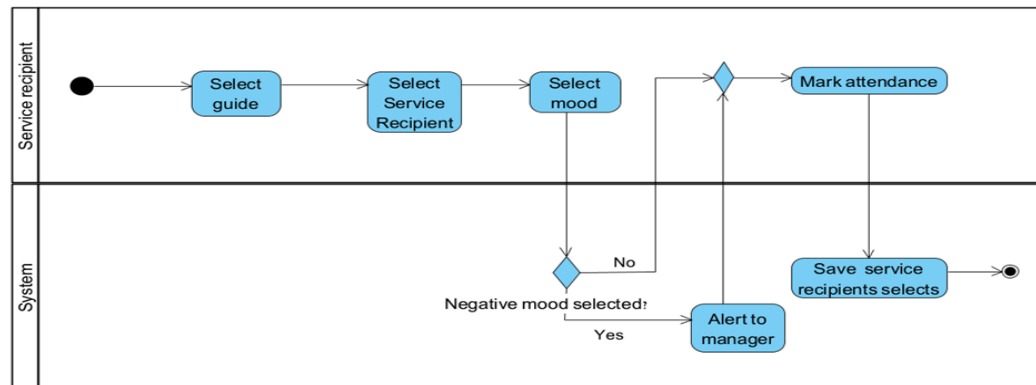 Service recipient
Select
guide
Select
Service
Recipient
Select
mood
Mark attendance
System
No
Negative mood selected?
Yes
Alert to
manager
Save service
recipients selects